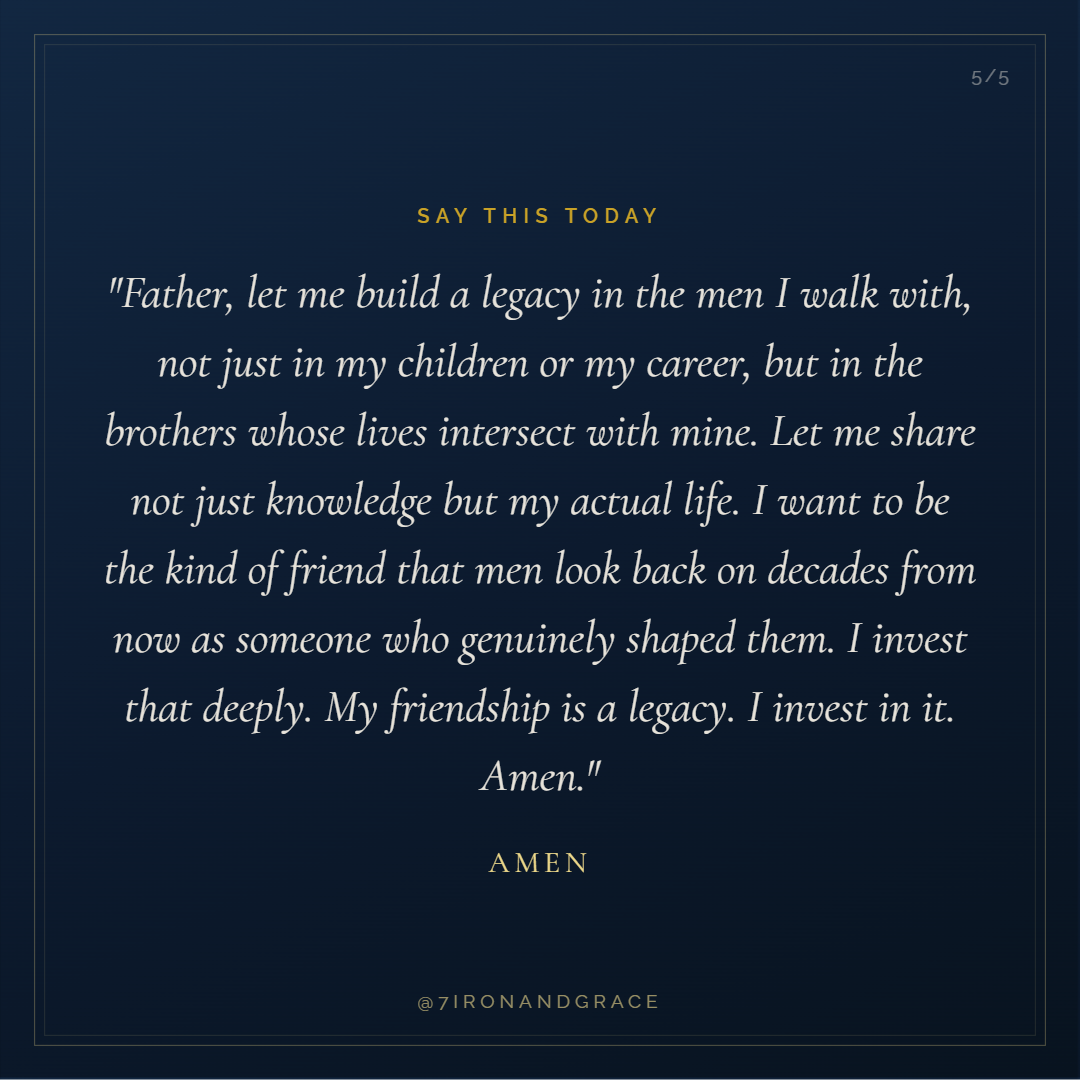 5/5
SAY THIS TODAY
"Father, let me build a legacy in the men I walk with,
not just in my children or my career, but in the
brothers whose lives intersect with mine. Let me share
not just knowledge but my actual life. I want to be
the kind of friend that men look back on decades from
now as someone who genuinely shaped them. I invest
that deeply. My friendship is a legacy. I invest in it.
Amen."
AMEN
@7IRONANDGRACE